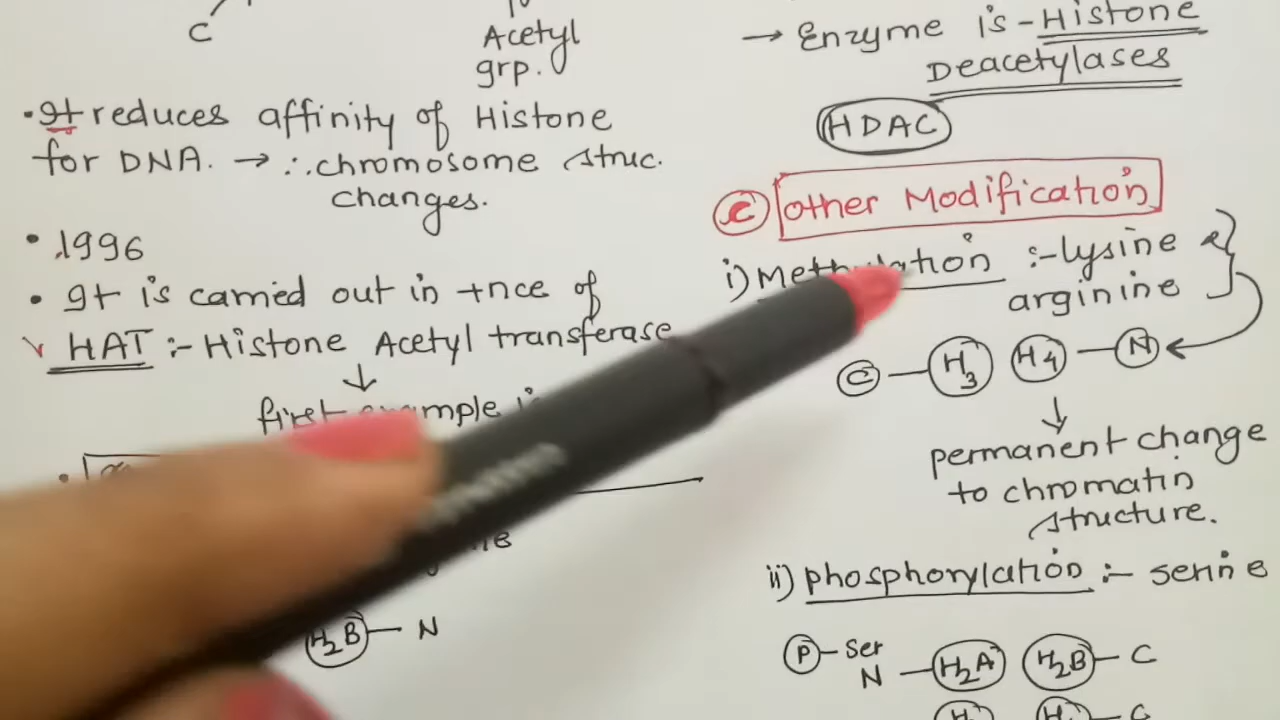 C
Acetyl
grp.
• It reduces affinity of Histone
for DNA. → ∴ chromosome struc.
changes.
• 1996
• It is carried out in +nce of
HAT :- Histone Acetyl transferase
↓
first
H2B — N
→ Enzyme is - Histone
Deacetylases
HDAC
C other Modification
i) Methylation :- lysine &
arginine
C — H3 H4 — N
↓
permanent change
to chromatin
structure.
ii) phosphorylation :- serine
P - Ser
N — H2A H2B — C